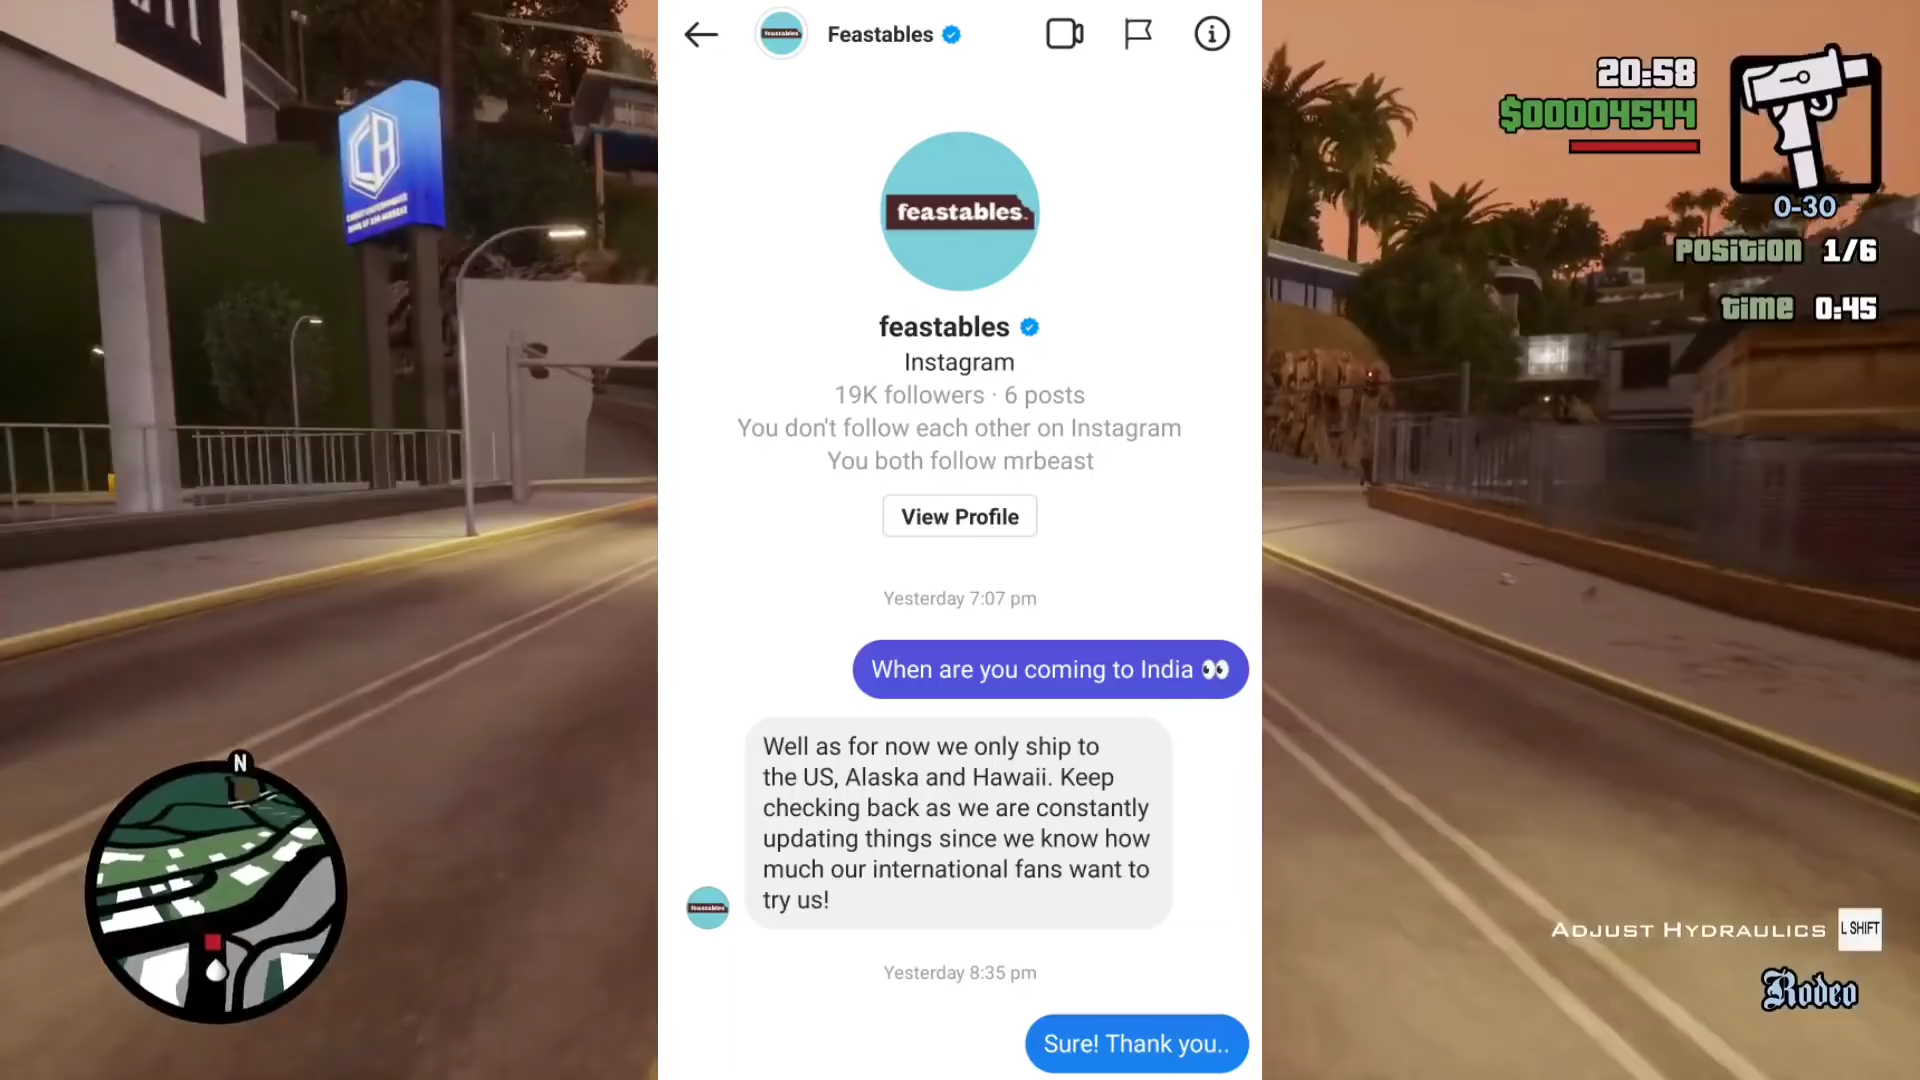 Feastables
feastables
feastables
feastables
Instagram
19K followers · 6 posts
You don't follow each other on Instagram
You both follow mrbeast
View Profile
Yesterday 7:07 pm
When are you coming to India 👀
Well as for now we only ship to
the US, Alaska and Hawaii. Keep
checking back as we are constantly
updating things since we know how
much our international fans want to
try us!
feastables
Yesterday 8:35 pm
Sure! Thank you..
CB
N
20:58
$00004544
0-30
Position 1/6
time 0:45
Adjust Hydraulics L SHIFT
Rodeo